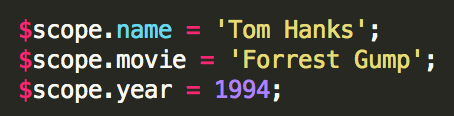 $scope.name = 'Tom Hanks';
$scope.movie = 'Forrest Gump';
$scope.year = 1994;